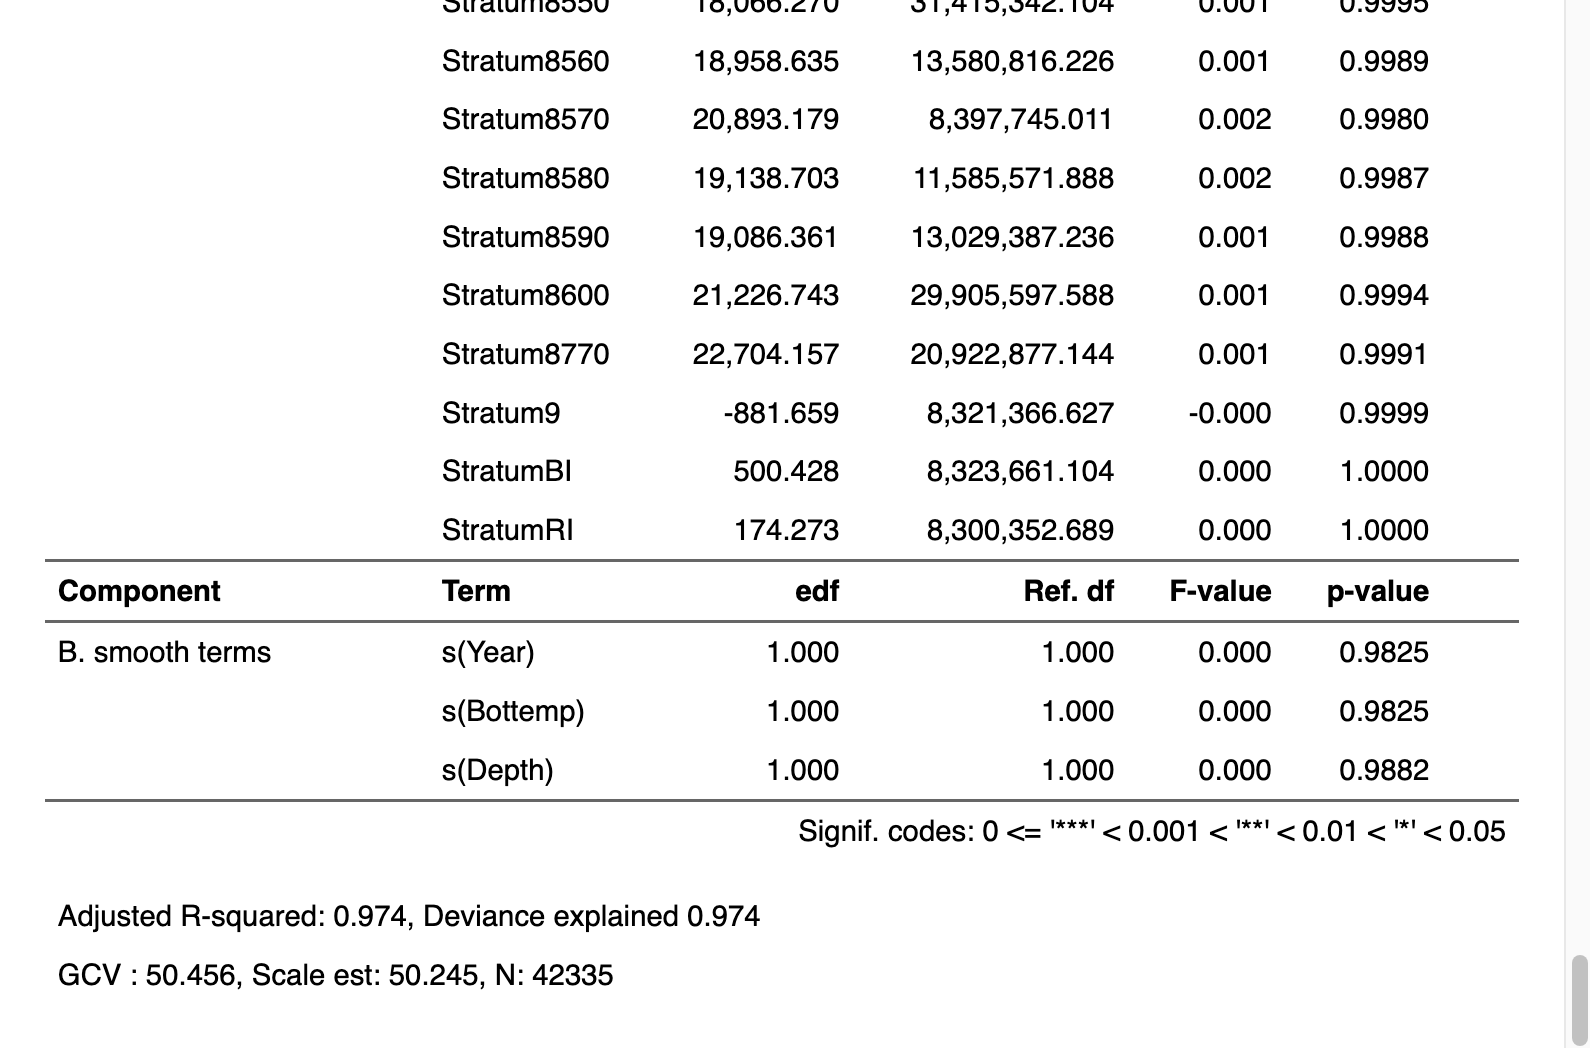 Stratum8550 18,066.270 31,415,342.104 0.001 0.9995
Stratum8560 18,958.635 13,580,816.226 0.001 0.9989
Stratum8570 20,893.179 8,397,745.011 0.002 0.9980
Stratum8580 19,138.703 11,585,571.888 0.002 0.9987
Stratum8590 19,086.361 13,029,387.236 0.001 0.9988
Stratum8600 21,226.743 29,905,597.588 0.001 0.9994
Stratum8770 22,704.157 20,922,877.144 0.001 0.9991
Stratum9 -881.659 8,321,366.627 -0.000 0.9999
StratumBI 500.428 8,323,661.104 0.000 1.0000
StratumRI 174.273 8,300,352.689 0.000 1.0000
Component Term edf Ref. df F-value p-value
B. smooth terms s(Year) 1.000 1.000 0.000 0.9825
s(Bottemp) 1.000 1.000 0.000 0.9825
s(Depth) 1.000 1.000 0.000 0.9882
Signif. codes: 0 <= '***' < 0.001 < '**' < 0.01 < '*' < 0.05
Adjusted R-squared: 0.974, Deviance explained 0.974
GCV : 50.456, Scale est: 50.245, N: 42335